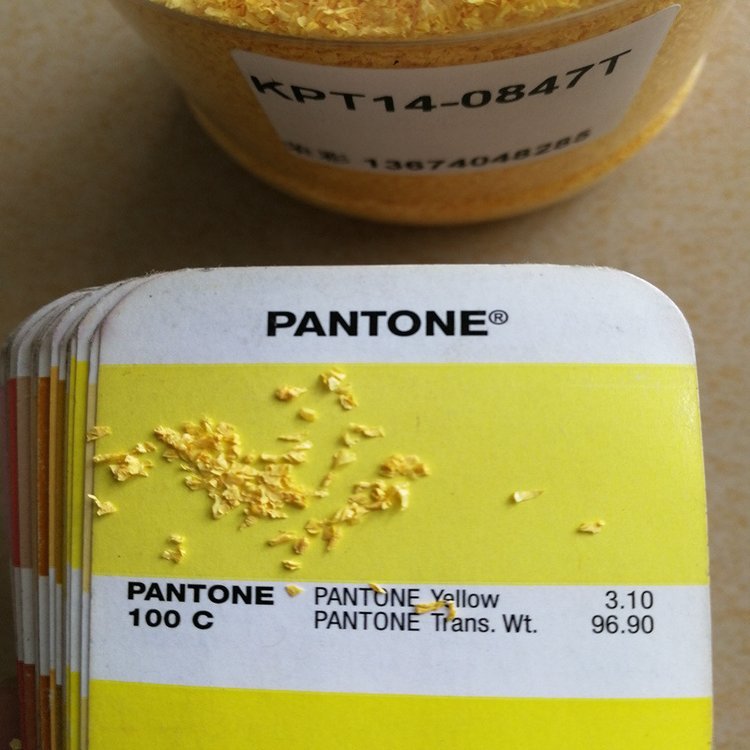 KPT14-0847T
13674048285
PANTONE®
PANTONE PANTONE Yellow 3.10
100 C PANTONE Trans. Wt. 96.90